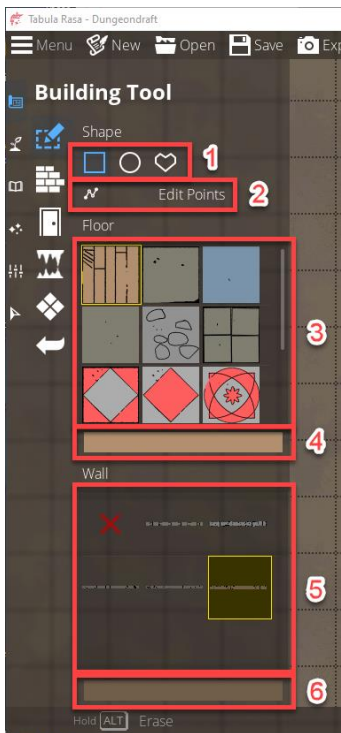 Tabula Rasa - Dungeondraft
Menu New Open Save Exp
Building Tool
Shape
1
Edit Points
2
Floor
3
4
Wall
5
6
Hold ALT Erase